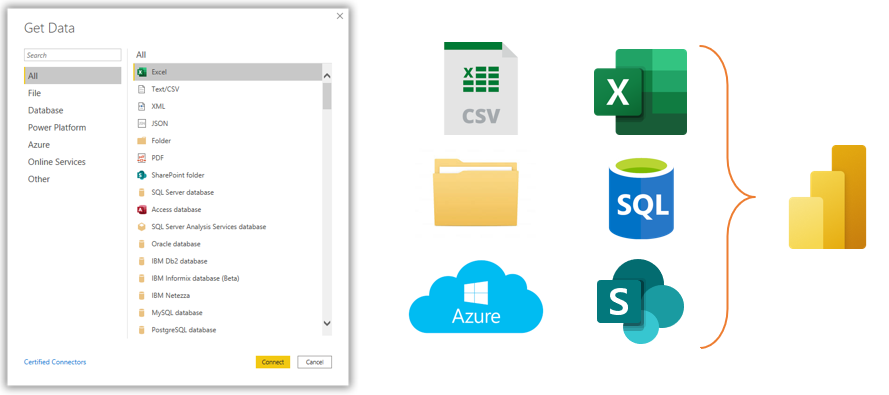 Get Data
Search
All
File
Database
Power Platform
Azure
Online Services
Other
All
Excel
Text/CSV
XML
JSON
Folder
PDF
SharePoint folder
SQL Server database
Access database
SQL Server Analysis Services database
Oracle database
IBM Db2 database
IBM Informix database (Beta)
IBM Netezza
MySQL database
PostgreSQL database
Certified Connectors
Connect
Cancel
X
CSV
X
SQL
Azure
S